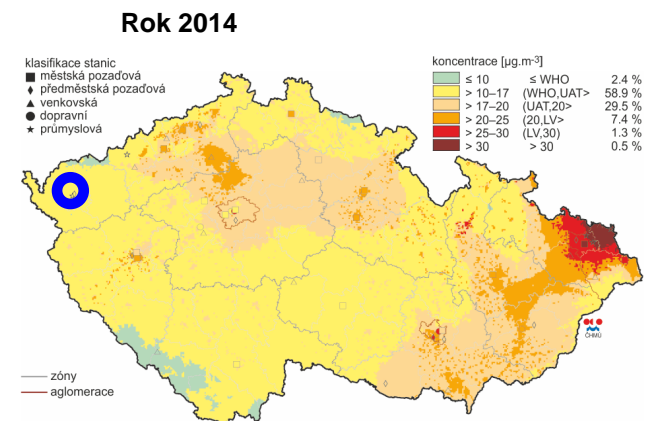 Rok 2014
klasifikace stanic
městská pozaďová
předměstská pozaďová
venkovská
dopravní
průmyslová
koncentrace [µg.m-3]
≤ 10 ≤ WHO 2.4 %
> 10–17 (WHO,UAT> 58.9 %
> 17–20 (UAT,20> 29.5 %
> 20–25 (20,LV> 7.4 %
> 25–30 (LV,30) 1.3 %
> 30 > 30 0.5 %
ČHMÚ
zóny
aglomerace